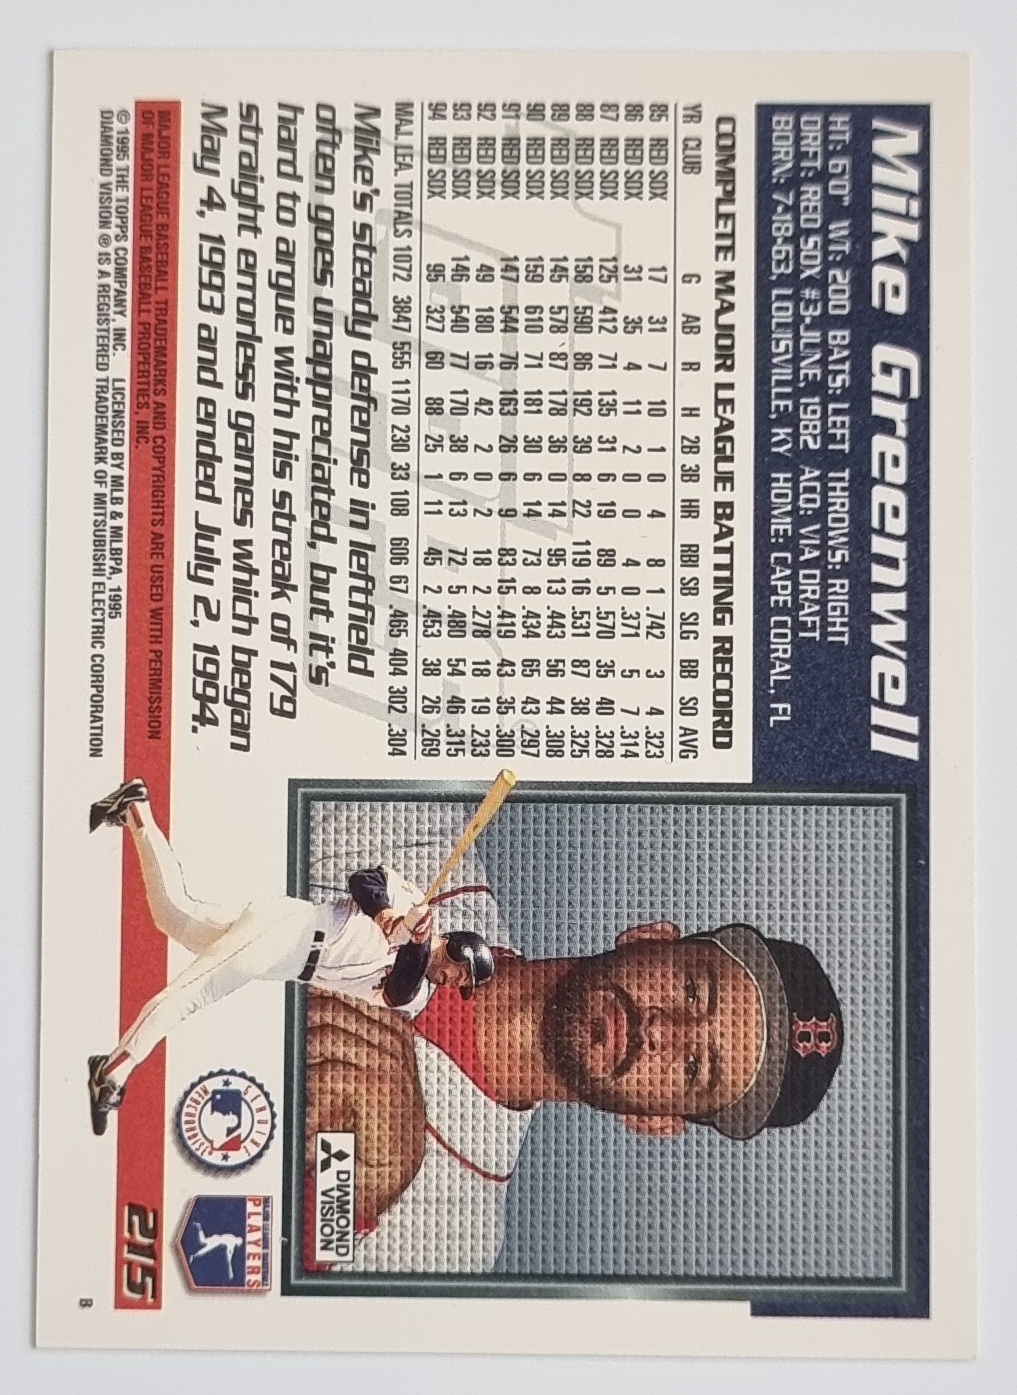 Mike Greenwell
HT: 6'0" WT: 200 BATS: LEFT THROWS: RIGHT
DRFT: RED SOX #3-JUNE, 1982 ACQ: VIA DRAFT
BORN: 7-18-63, LOUISVILLE, KY HOME: CAPE CORAL, FL
COMPLETE MAJOR LEAGUE BATTING RECORD
YR CLUB G AB R H 2B 3B HR RBI SB SLG BB SO AVG
85 RED SOX 17 31 7 10 1 0 4 8 1 .742 3 4 .323
86 RED SOX 31 35 4 11 2 0 0 4 0 .371 5 7 .314
87 RED SOX 125 412 71 135 31 6 19 89 5 .570 35 40 .328
88 RED SOX 158 590 86 192 39 8 22 119 16 .531 87 38 .325
89 RED SOX 145 578 87 178 36 0 14 95 13 .443 56 44 .308
90 RED SOX 159 610 71 181 30 6 14 73 8 .434 65 43 .297
91 RED SOX 147 544 76 163 26 6 9 83 15 .419 43 35 .300
92 RED SOX 49 180 16 42 2 0 2 18 2 .278 18 19 .233
93 RED SOX 146 540 77 170 38 6 13 72 5 .480 54 46 .315
94 RED SOX 95 327 60 88 25 1 11 45 2 .453 38 26 .269
MAJ. LEA. TOTALS 1072 3847 555 1170 230 33 108 606 67 .465 404 302 .304
Mike's steady defense in leftfield
often goes unappreciated, but it's
hard to argue with his streak of 179
straight errorless games which began
May 4, 1993 and ended July 2, 1994.
MAJOR LEAGUE BASEBALL TRADEMARKS AND COPYRIGHTS ARE USED WITH PERMISSION
OF MAJOR LEAGUE BASEBALL PROPERTIES, INC.
© 1995 THE TOPPS COMPANY, INC. LICENSED BY MLB & MLBPA, 1995
DIAMOND VISION ® IS A REGISTERED TRADEMARK OF MITSUBISHI ELECTRIC CORPORATION
B
DIAMOND
VISION
GENUINE
MERCHANDISE
MAJOR LEAGUE BASEBALL
PLAYERS
215
B